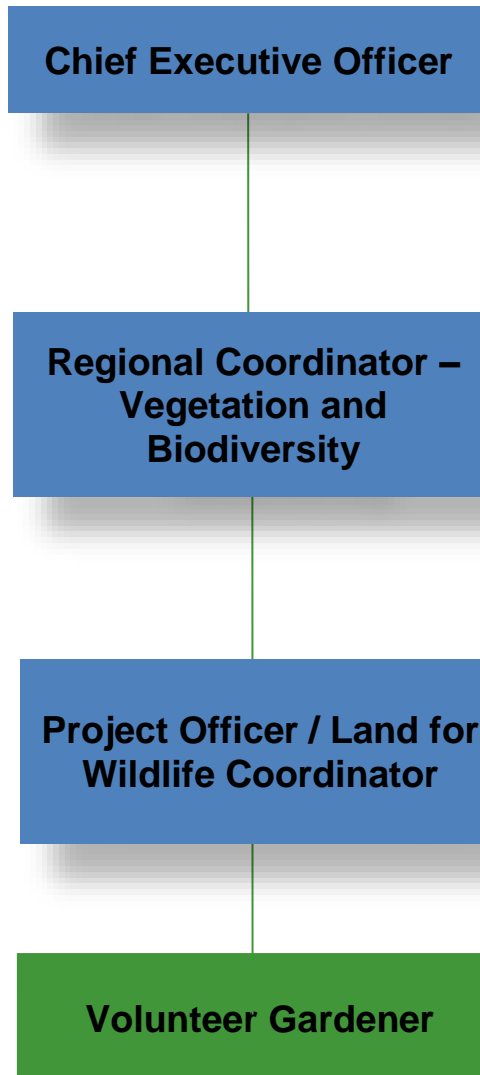 Chief Executive Officer
Regional Coordinator –
Vegetation and
Biodiversity
Project Officer / Land for
Wildlife Coordinator
Volunteer Gardener